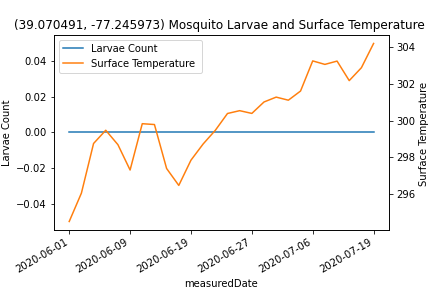 (39.070491, -77.245973) Mosquito Larvae and Surface Temperature
Larvae Count
Surface Temperature
0.04
0.02
0.00
−0.02
−0.04
Larvae Count
304
302
300
298
296
Surface Temperature
2020-06-01
2020-06-09
2020-06-19
2020-06-27
2020-07-06
2020-07-19
measuredDate